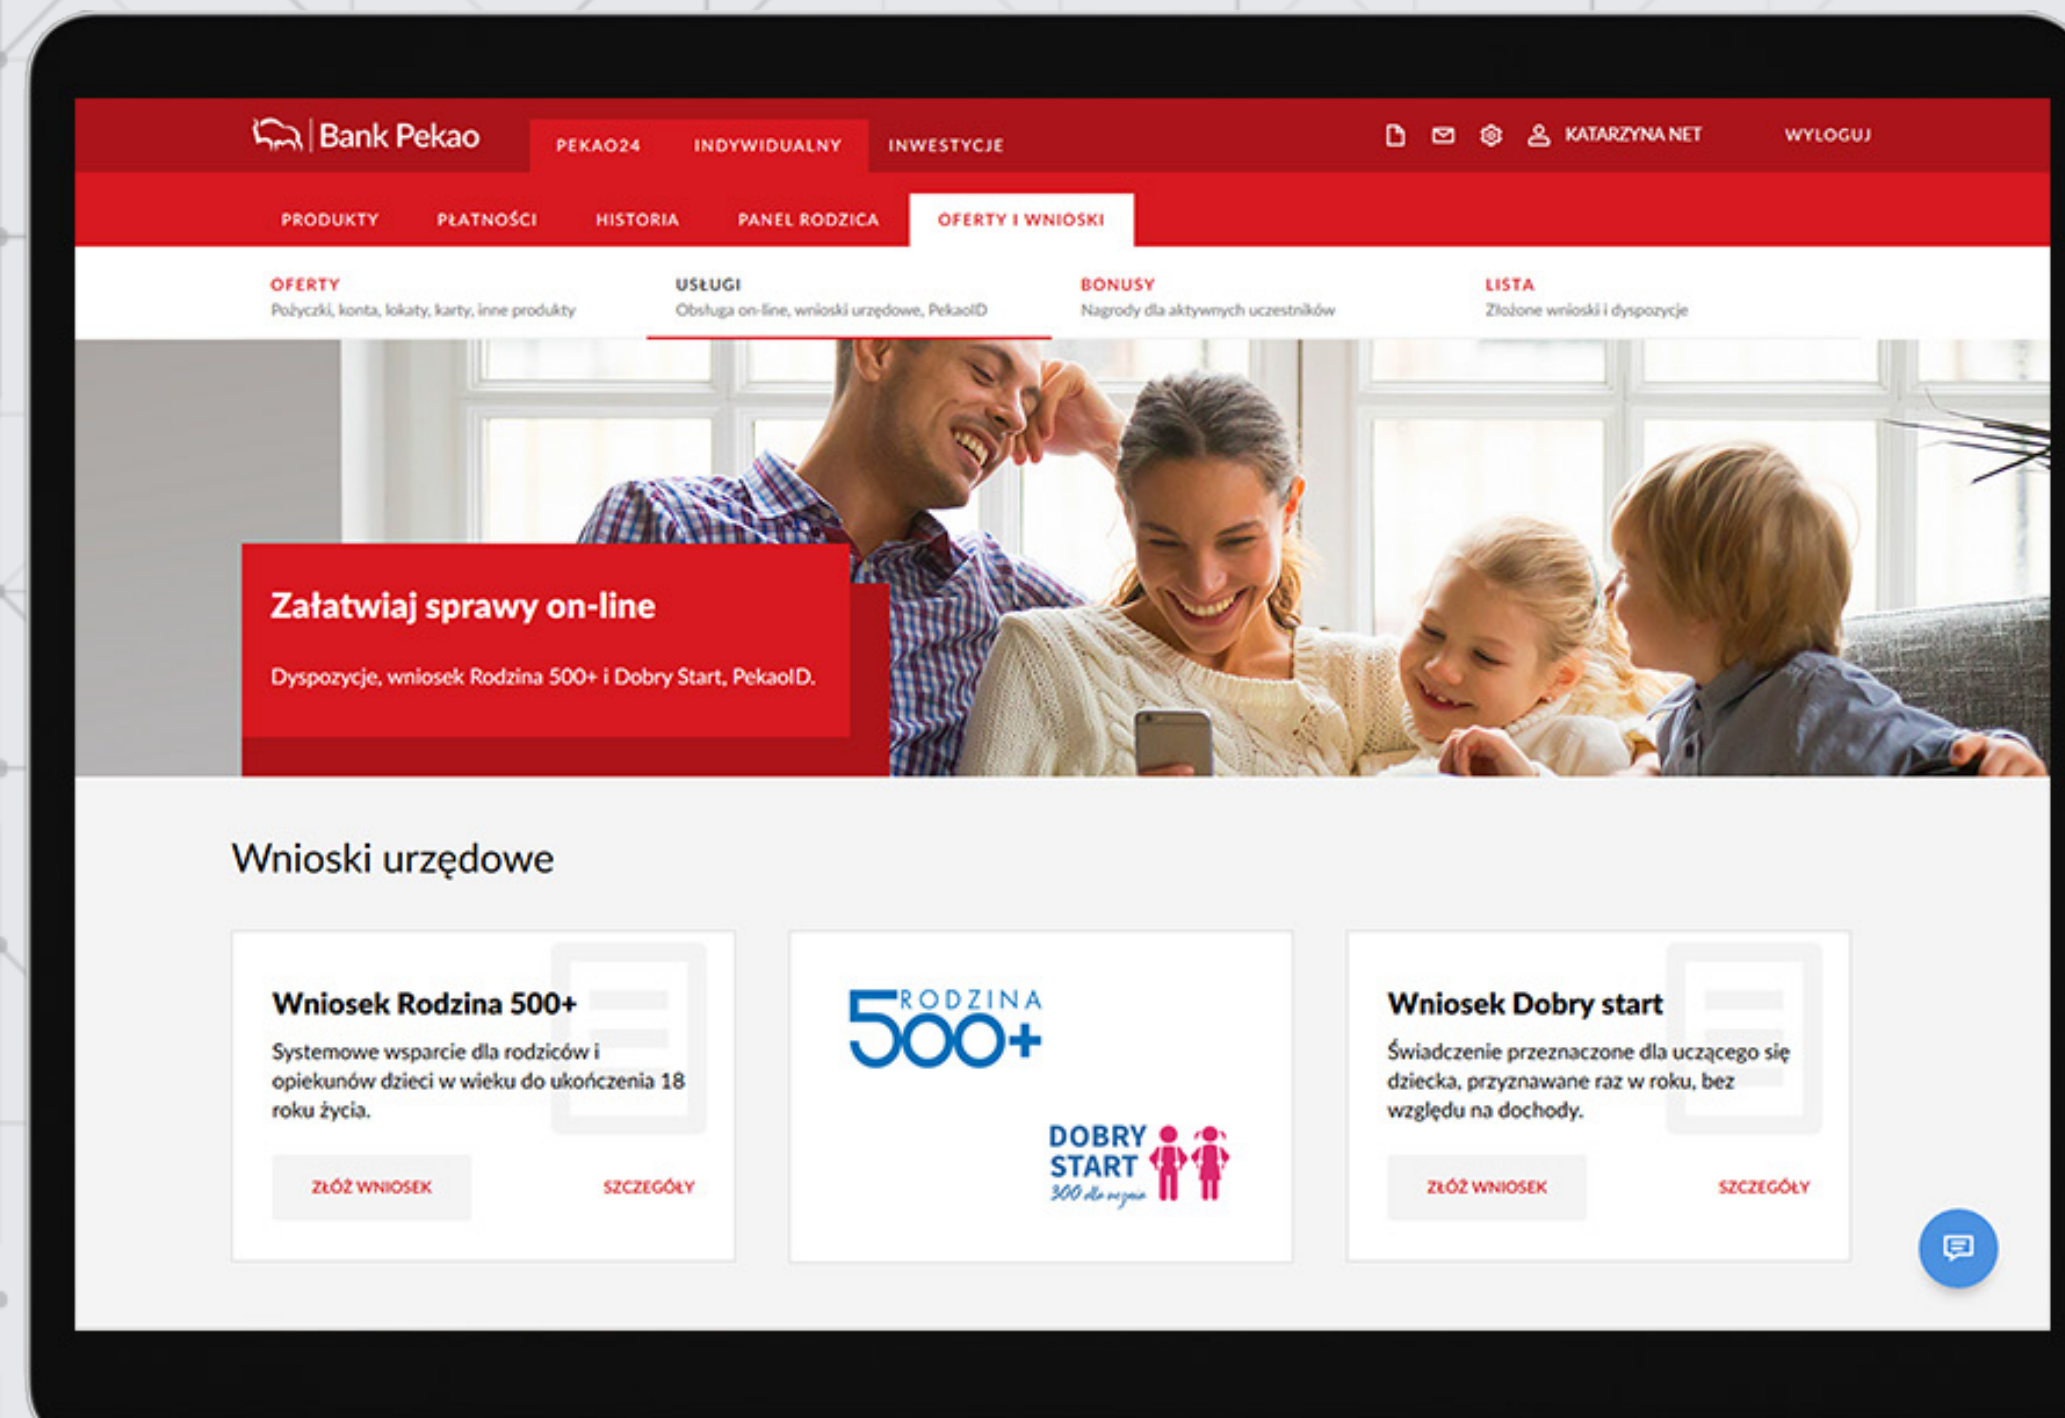 Bank Pekao
PEKAO24 INDYWIDUALNY INWESTYCJE
KATARZYNA NET WYLOGUJ
PRODUKTY PŁATNOŚCI HISTORIA PANEL RODZICA OFERTY I WNIOSKI
OFERTY
Pożyczki, konta, lokaty, karty, inne produkty
USŁUGI
Obsługa on-line, wnioski urzędowe, PekaoID
BONUSY
Nagrody dla aktywnych uczestników
LISTA
Złożone wnioski i dyspozycje
Załatwiaj sprawy on-line
Dyspozycje, wniosek Rodzina 500+ i Dobry Start, PekaoID.
Wnioski urzędowe
Wniosek Rodzina 500+
Systemowe wsparcie dla rodziców i
opiekunów dzieci w wieku do ukończenia 18
roku życia.
ZŁÓŻ WNIOSEK SZCZEGÓŁY
RODZINA
500+
DOBRY
START
300 dla ucznia
Wniosek Dobry start
Świadczenie przeznaczone dla uczącego się
dziecka, przyznawane raz w roku, bez
względu na dochody.
ZŁÓŻ WNIOSEK SZCZEGÓŁY